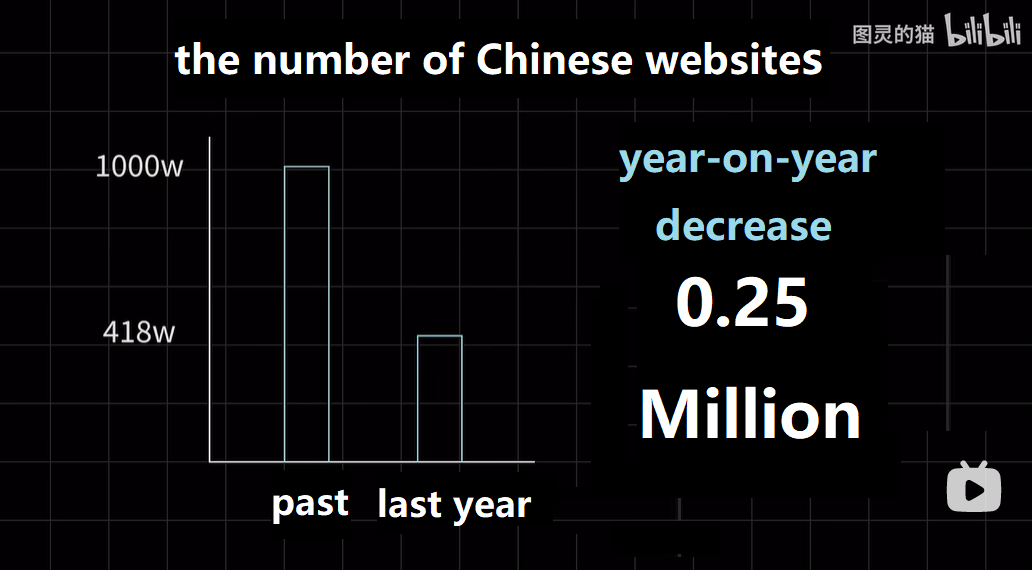 图灵的猫 bilibili
the number of Chinese websites
1000w
418w
past last year
year-on-year
decrease
0.25
Million